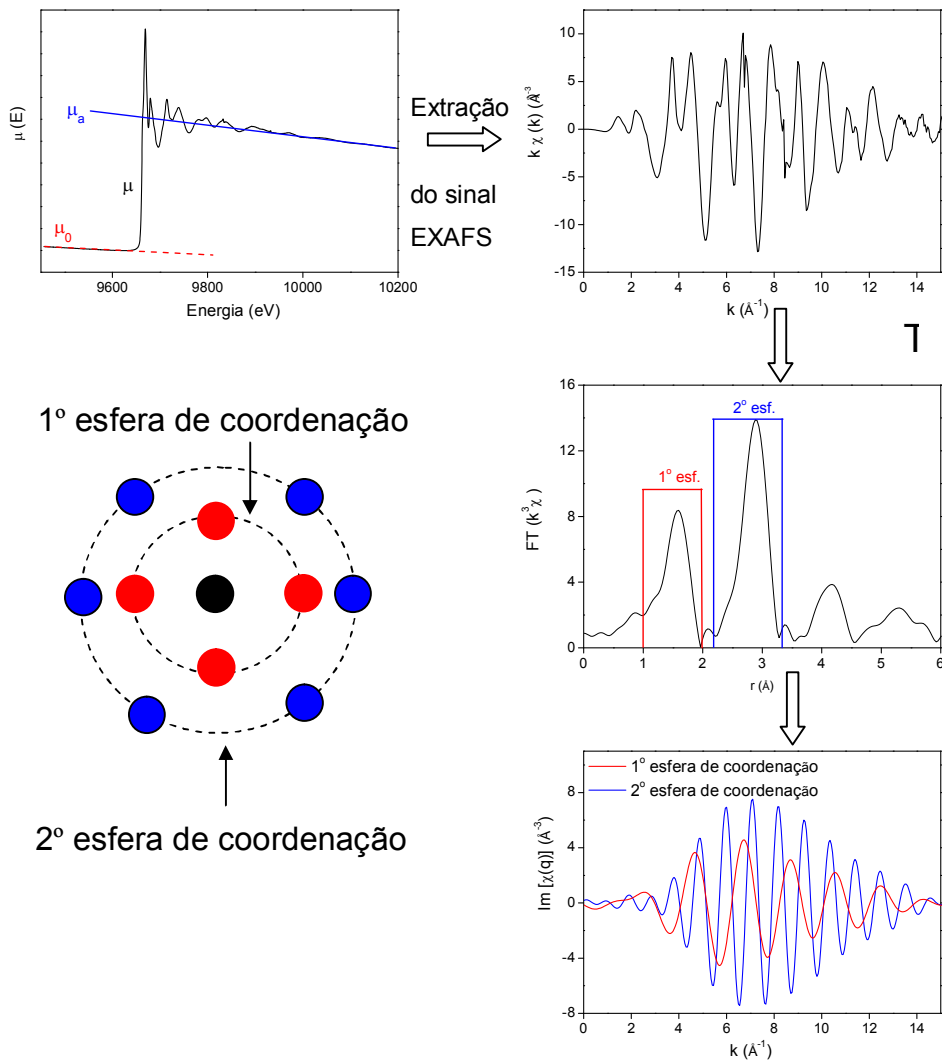 μ (E)
μa
μ
μ0
9600 9800 10000 10200
Energia (eV)
Extração
do sinal
EXAFS
k χ (k) (Å-3)
10
5
0
-5
-10
-15
0 2 4 6 8 10 12 14
k (Å-1)
1º esfera de coordenação
2º esfera de coordenação
FT (k3χ)
16
12
8
4
0
1o esf.
2o esf.
0 1 2 3 4 5 6
r (Å)
Im [χ(q)] (Å-3)
1o esfera de coordenação
2o esfera de coordenação
8
4
0
-4
-8
0 2 4 6 8 10 12 14
k (Å-1)